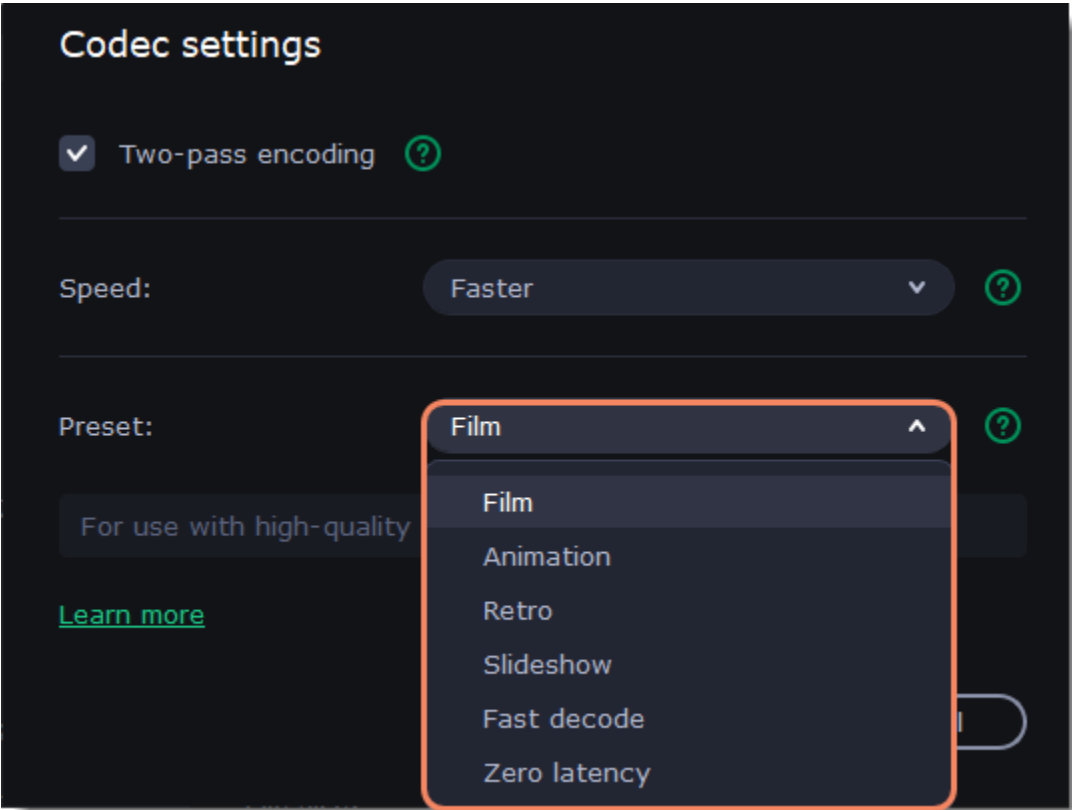 Codec settings
Two-pass encoding
Speed: Faster
Preset: Film
Film
For use with high-quality
Animation
Retro
Learn more
Slideshow
Fast decode
Zero latency